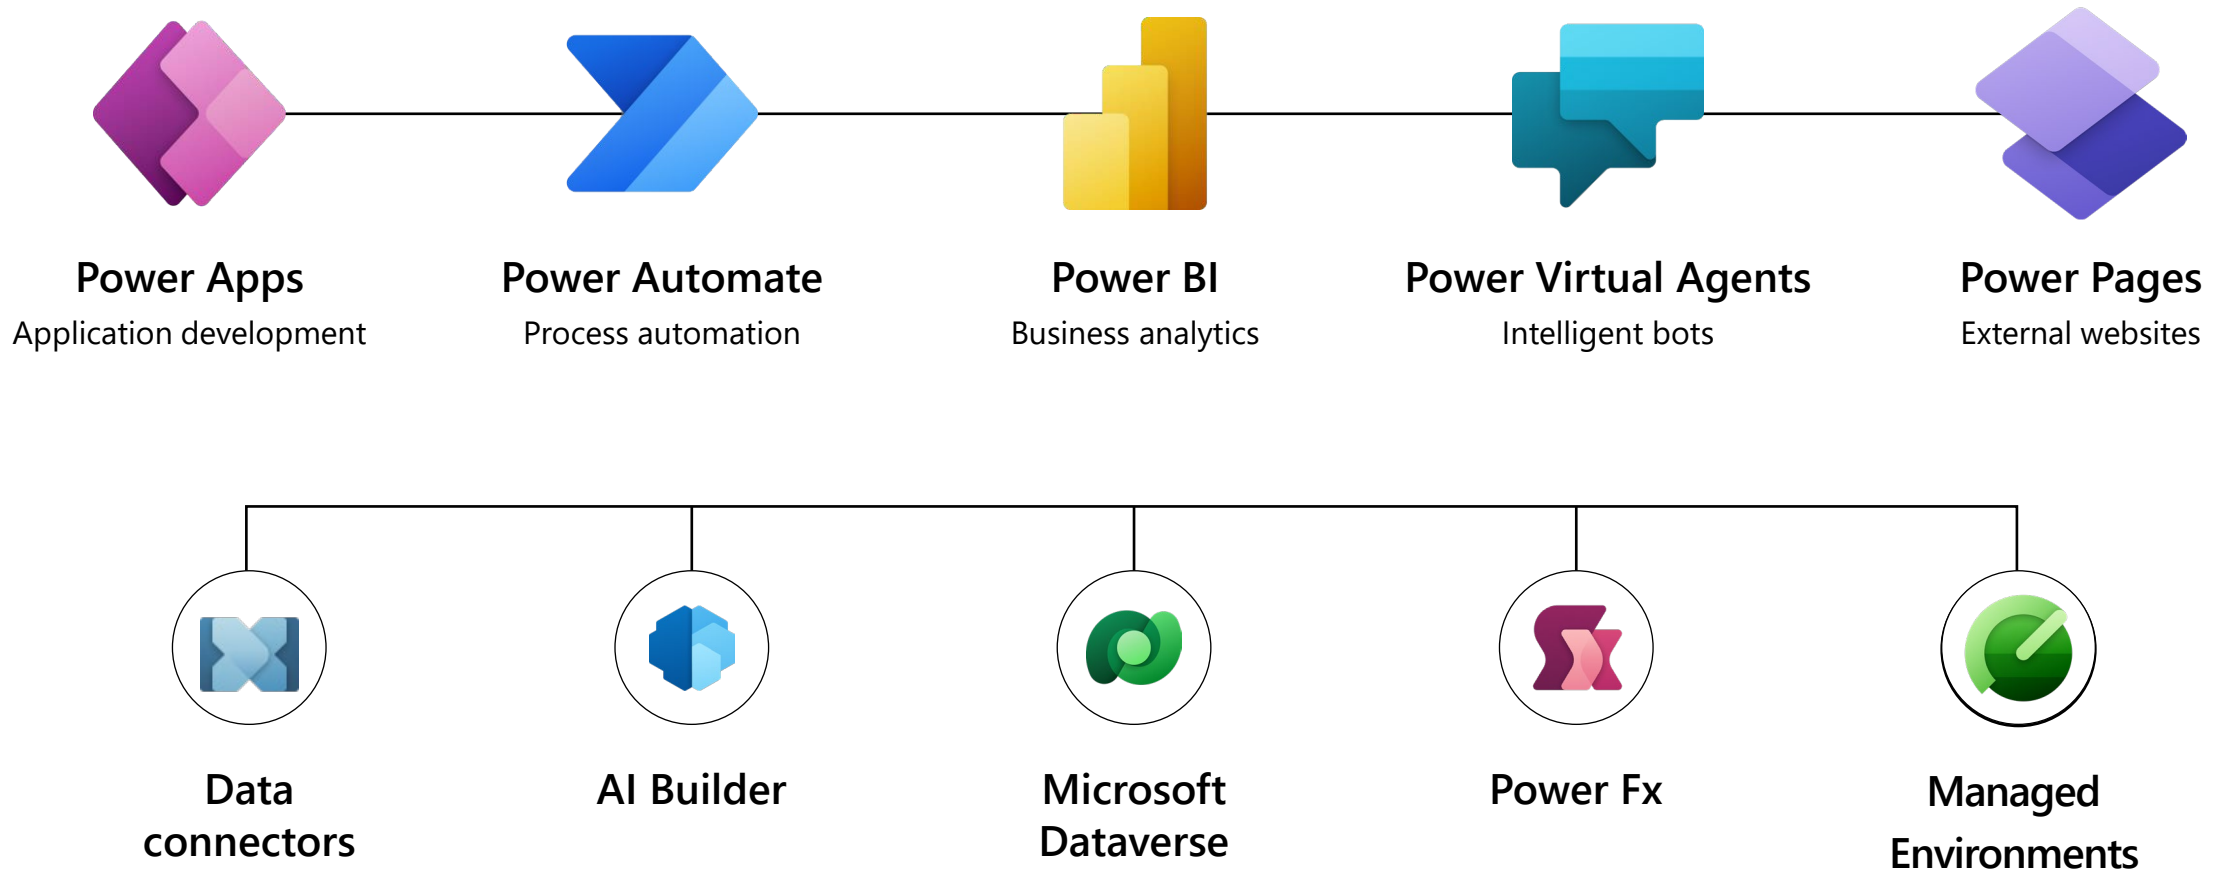 Power Apps
Application development
Power Automate
Process automation
Power BI
Business analytics
Power Virtual Agents
Intelligent bots
Power Pages
External websites
Data
connectors
AI Builder
Microsoft
Dataverse
Power Fx
Managed
Environments